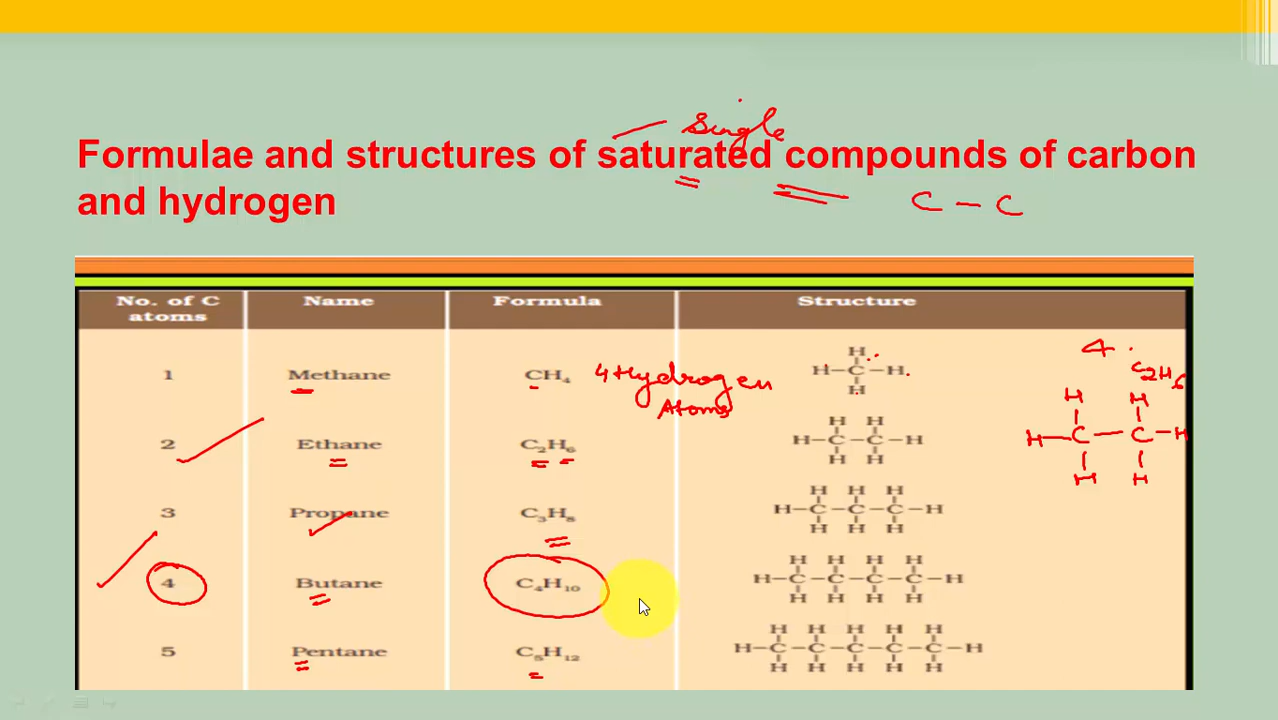 Single
Formulae and structures of saturated compounds of carbon
and hydrogen
C - C
No. of C
atoms
Name
Formula
Structure
1
Methane
CH₄
4 Hydrogen
Atoms
H
H–C–H
H
4
C₂H₆
H H
H–C–C–H
H H
2
Ethane
C₂H₆
H H
H–C–C–H
H H
3
Propane
C₃H₈
H H H
H–C–C–C–H
H H H
4
Butane
C₄H₁₀
H H H H
H–C–C–C–C–H
H H H H
5
Pentane
C₅H₁₂
H H H H H
H–C–C–C–C–C–H
H H H H H